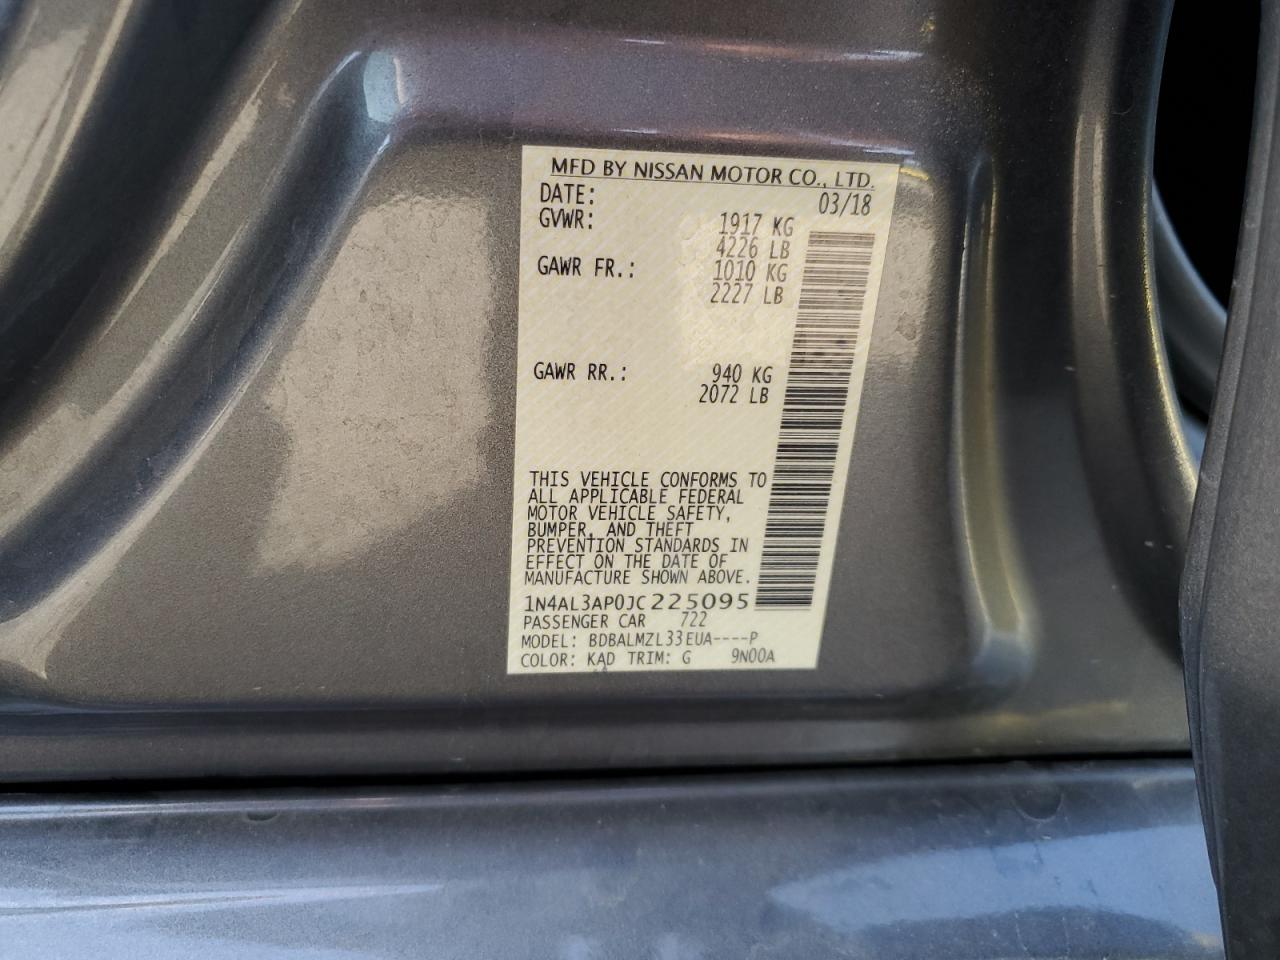 MFD BY NISSAN MOTOR CO., LTD.
DATE: 03/18
GVWR: 1917 KG
4226 LB
GAWR FR.: 1010 KG
2227 LB
GAWR RR.: 940 KG
2072 LB
THIS VEHICLE CONFORMS TO
ALL APPLICABLE FEDERAL
MOTOR VEHICLE SAFETY,
BUMPER, AND THEFT
PREVENTION STANDARDS IN
EFFECT ON THE DATE OF
MANUFACTURE SHOWN ABOVE.
1N4AL3AP0JC225095
PASSENGER CAR 722
MODEL: BDBALMZL33EUA----P
COLOR: KAD TRIM: G 9N00A